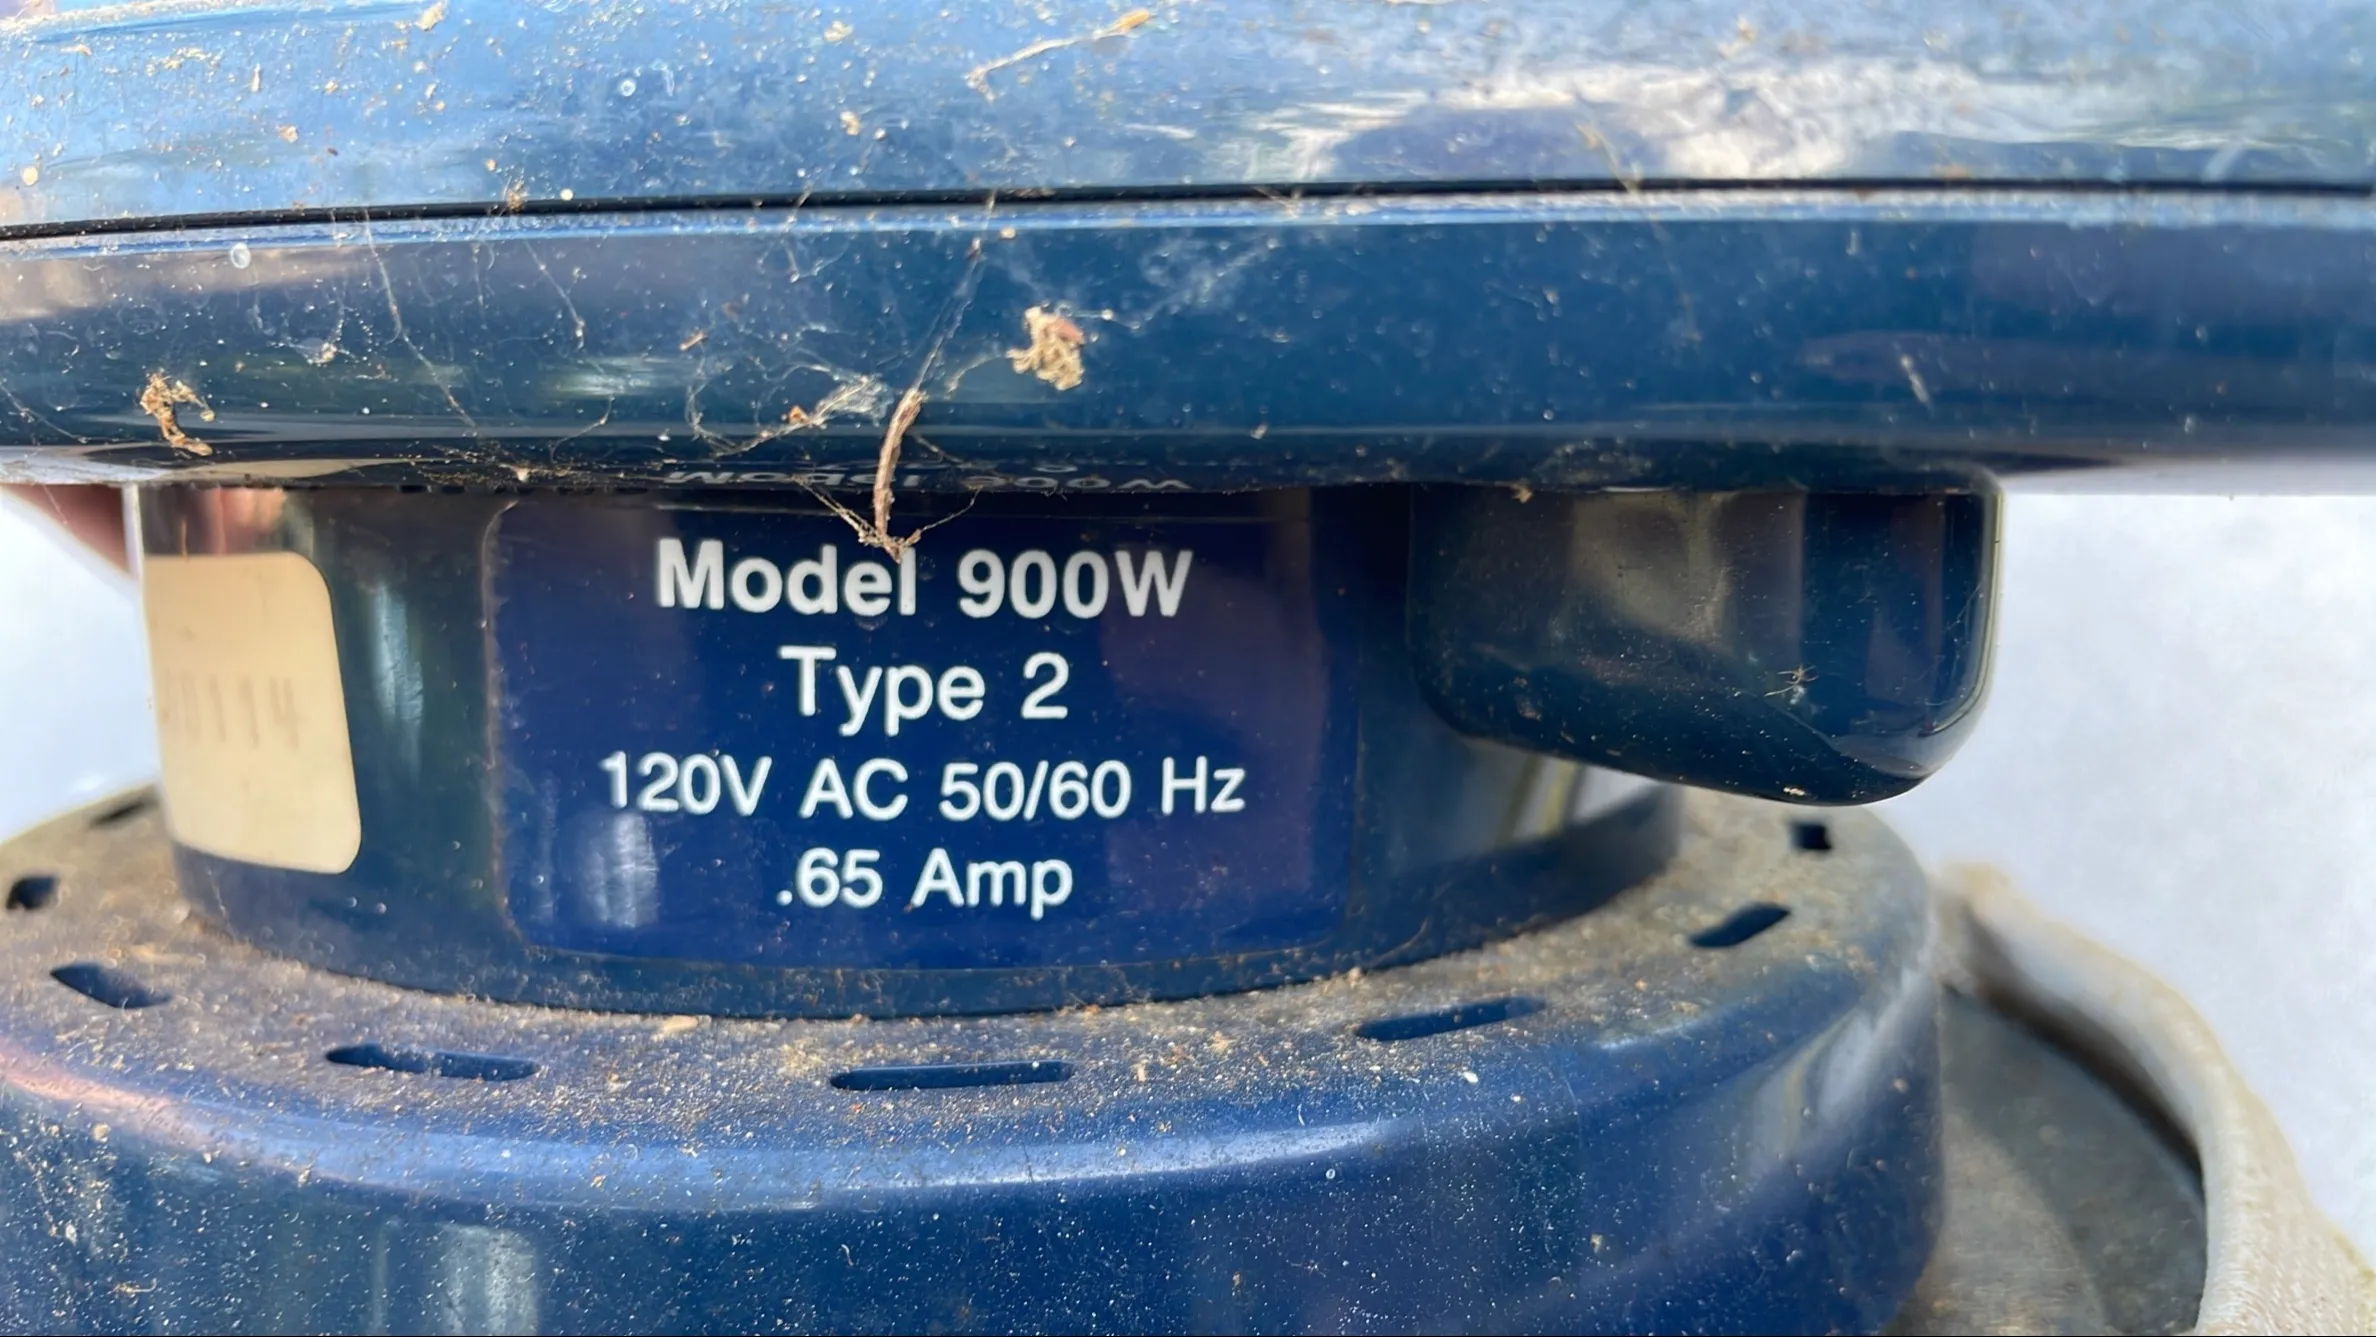 Model 900W
Type 2
120V AC 50/60 Hz
.65 Amp